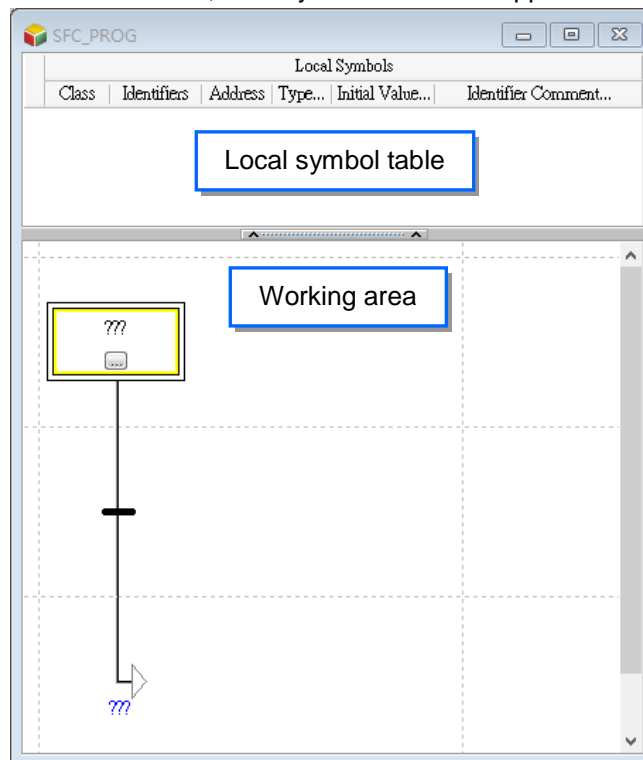 SFC_PROG
Local Symbols
Class Identifiers Address Type... Initial Value... Identifier Comment...
Local symbol table
Working area
???
...
???